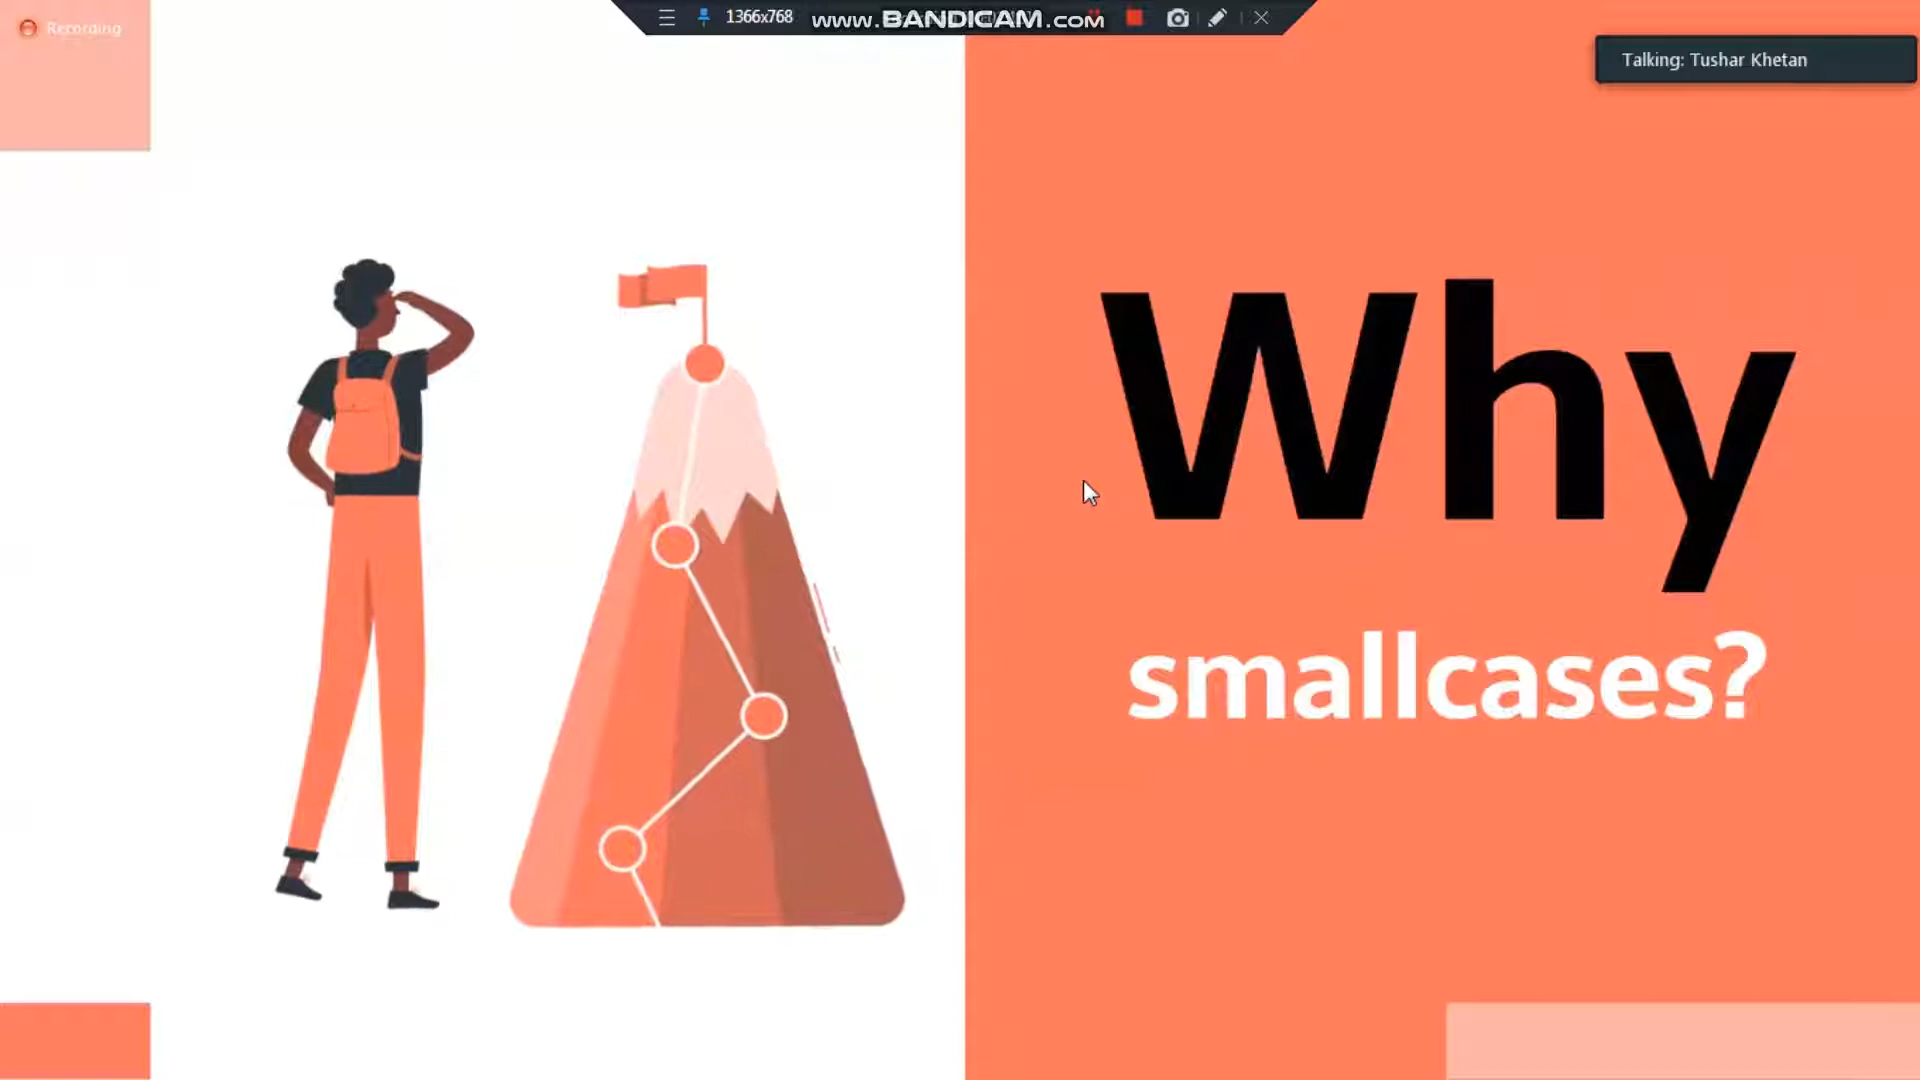 Recording
1366x768
www.BANDICAM.com
Talking: Tushar Khetan
Why
smallcases?